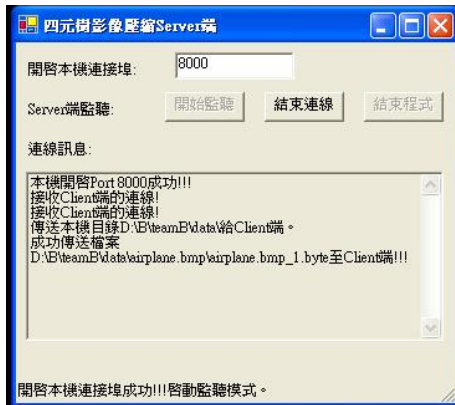 四元樹影像壓縮Server端
開啓本機連接埠: 8000
Server端監聽: 開始監聽 結束連線 結束程式
連線訊息:
本機開啓Port 8000成功!!!
接收Client端的連線!
接收Client端的連線!
傳送本機目錄D:\B\teamB\data\給Client端。
成功傳送檔案
D:\B\teamB\data\airplane.bmp\airplane.bmp_1.byte至Client端!!!
開啓本機連接埠成功!!!啓動監聽模式。